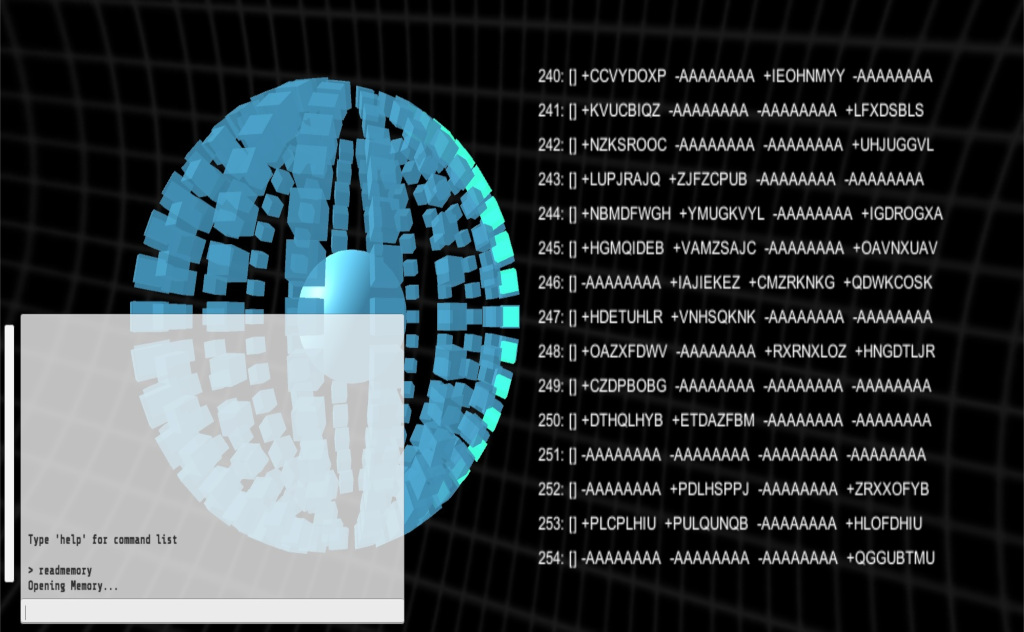 240: [] +CCVYDOXP -AAAAAAAA +IEOHNMYY -AAAAAAAA
241: [] +KVUCBIQZ -AAAAAAAA -AAAAAAAA +LFXDSBLS
242: [] +NZKSROOC -AAAAAAAA -AAAAAAAA +UHJUGGVL
243: [] +LUPJRAJQ +ZJFZCPUB -AAAAAAAA -AAAAAAAA
244: [] +NBMDFWGH +YMUGKVYL -AAAAAAAA +IGDROGXA
245: [] +HGMQIDEB +VAMZSAJC -AAAAAAAA +OAVNXUAV
246: [] -AAAAAAAA +IAJIEKEZ +CMZRKNKG +QDWKCOSK
247: [] +HDETUHLR +VNHSQKNK -AAAAAAAA -AAAAAAAA
248: [] +OAZXFDWV -AAAAAAAA +RXRNXLOZ +HNGDTLJR
249: [] +CZDPBOBG -AAAAAAAA -AAAAAAAA -AAAAAAAA
250: [] +DTHQLHYB +ETDAZFBM -AAAAAAAA -AAAAAAAA
251: [] -AAAAAAAA -AAAAAAAA -AAAAAAAA -AAAAAAAA
252: [] -AAAAAAAA +PDLHSPPJ -AAAAAAAA +ZRXXOFYB
253: [] +PLCPLHIU +PULQUNQB -AAAAAAAA +HLOFDHIU
254: [] -AAAAAAAA -AAAAAAAA -AAAAAAAA +QGGUBTMU
Type 'help' for command list
> readmemory
Opening Memory...